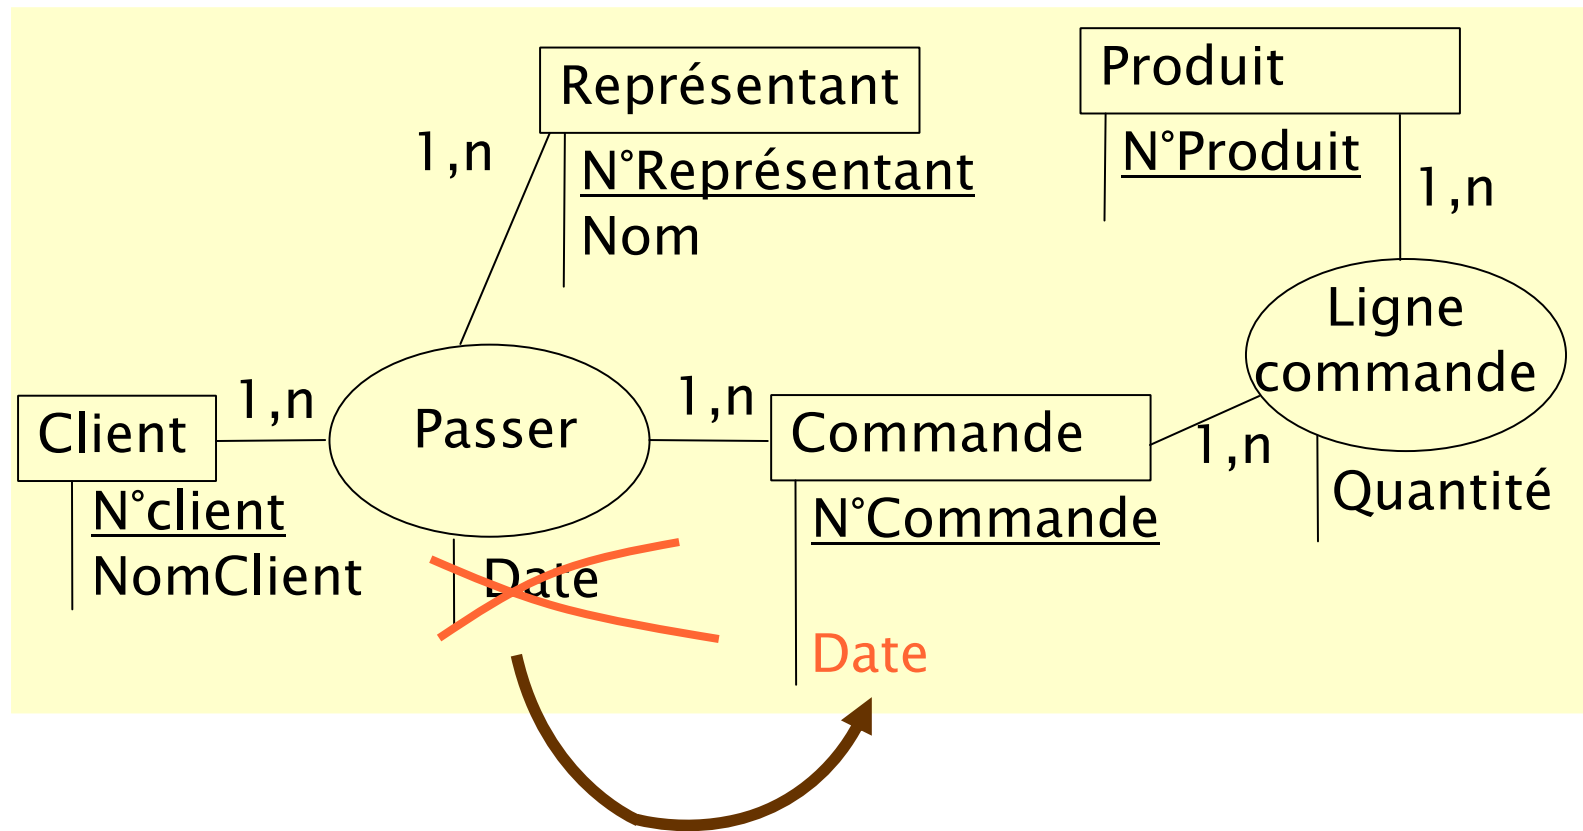 Représentant
1,n
N°Représentant
Nom
Produit
N°Produit
1,n
Ligne
commande
1,n
Quantité
Client
N°client
NomClient
1,n
Passer
Date
1,n
Commande
N°Commande
Date